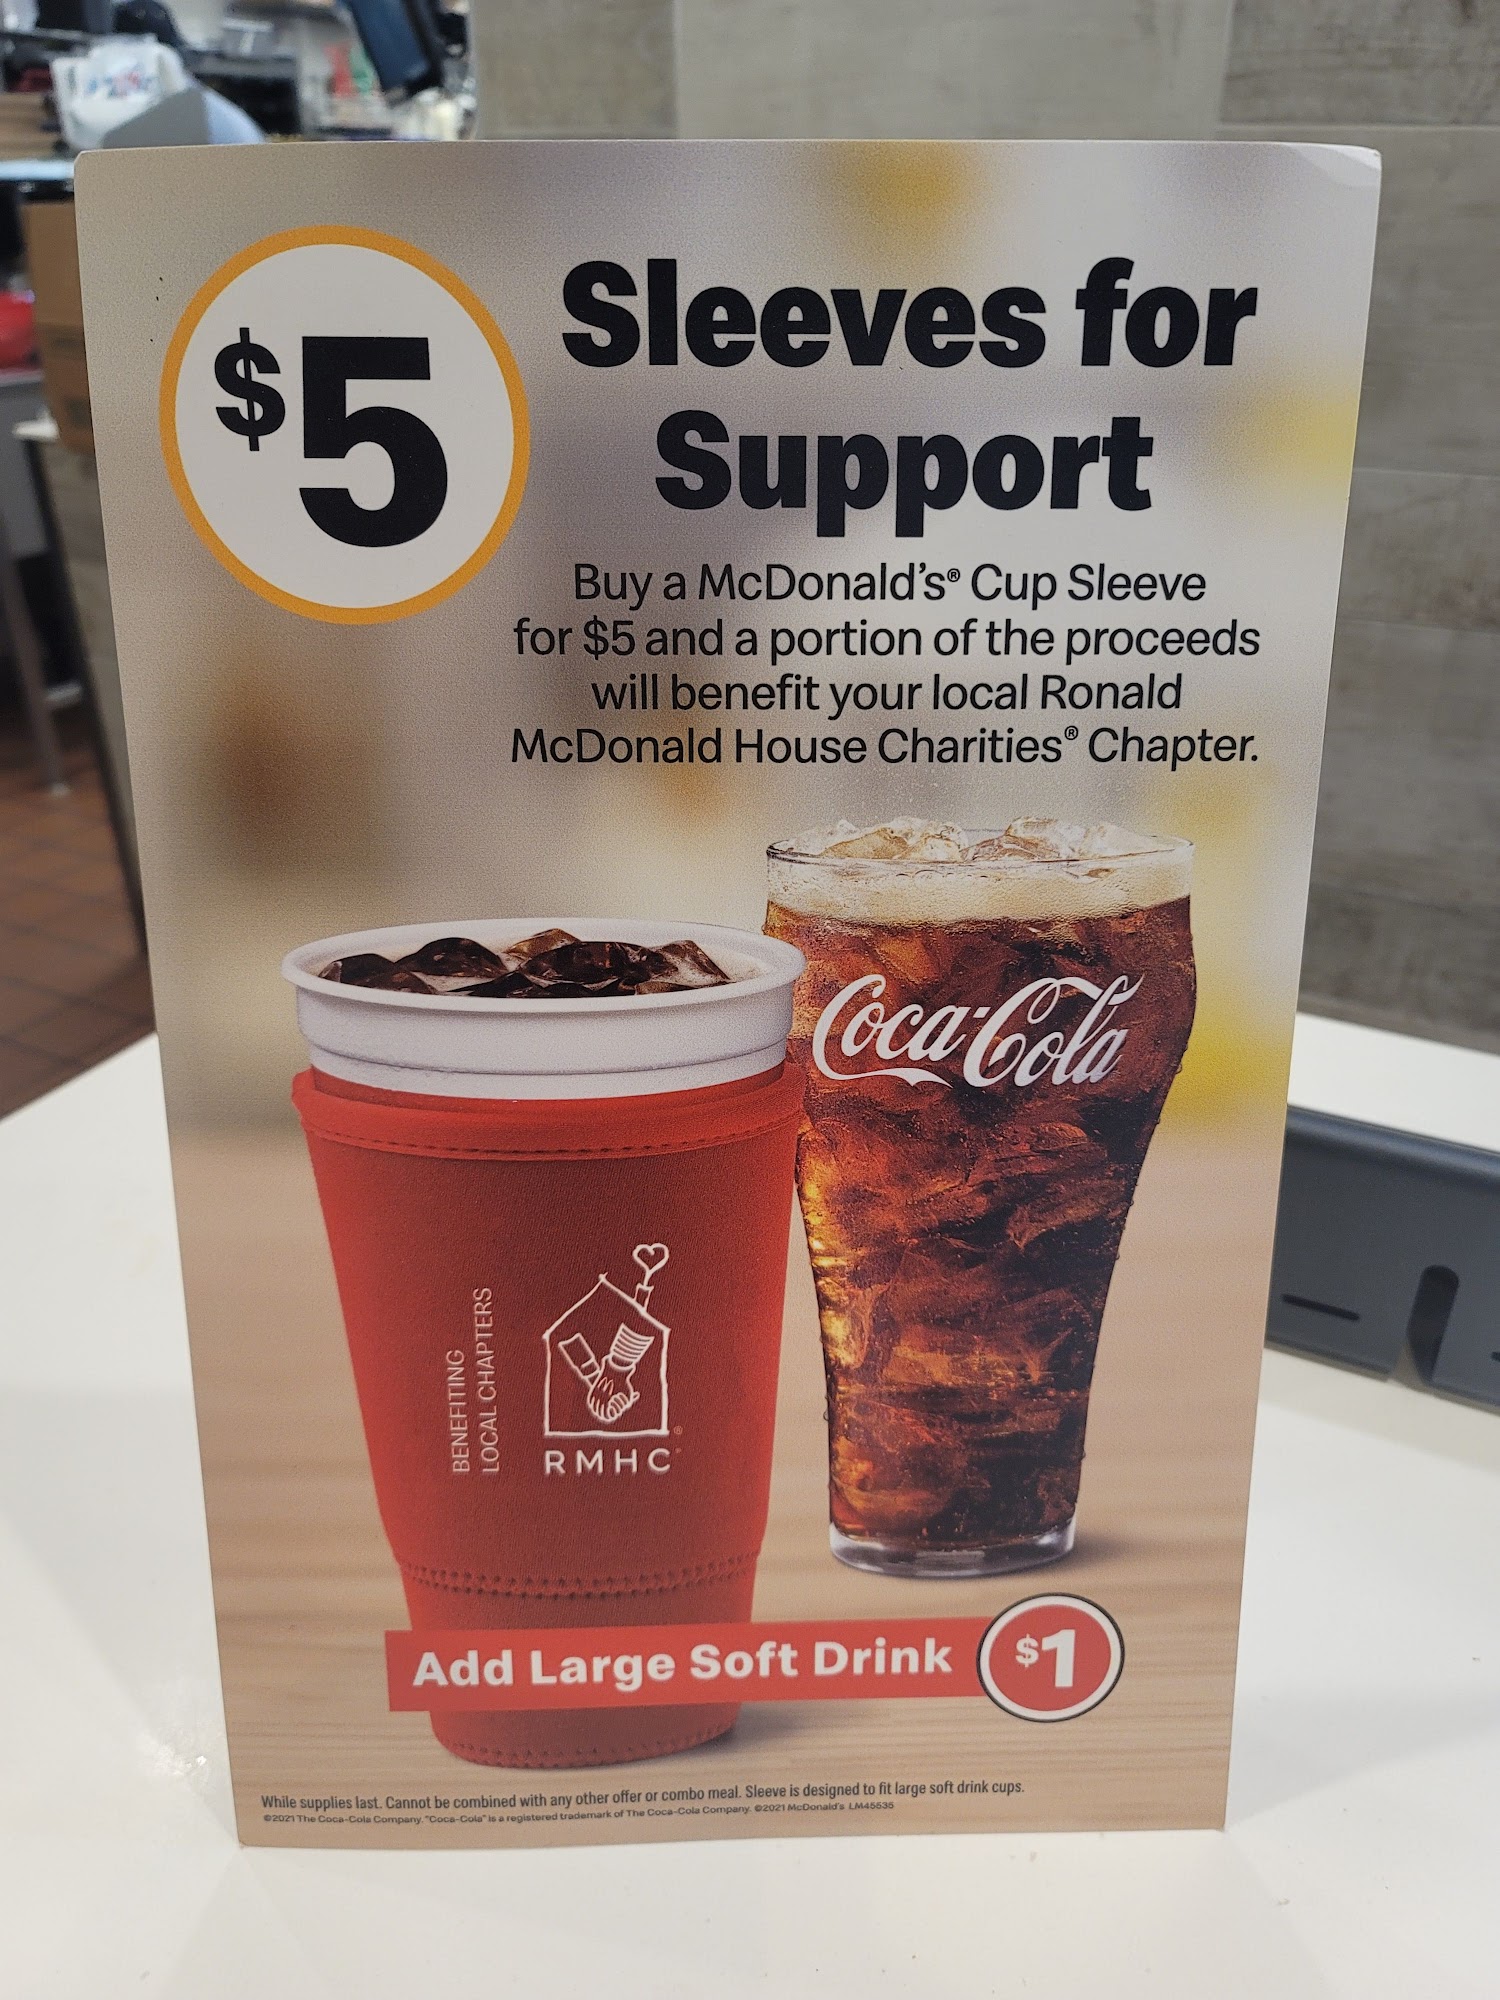 $5
Sleeves for
Support
Buy a McDonald's® Cup Sleeve
for $5 and a portion of the proceeds
will benefit your local Ronald
McDonald House Charities® Chapter.
Coca-Cola
BENEFITING
LOCAL CHAPTERS
RMHC®
Add Large Soft Drink $1
While supplies last. Cannot be combined with any other offer or combo meal. Sleeve is designed to fit large soft drink cups.
©2021 The Coca-Cola Company. "Coca-Cola" is a registered trademark of The Coca-Cola Company. ©2021 McDonald's LM45535